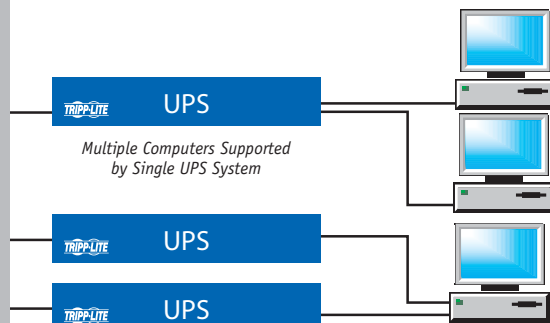 TRIPP·LITE UPS
Multiple Computers Supported
by Single UPS System
TRIPP·LITE UPS
TRIPP·LITE UPS